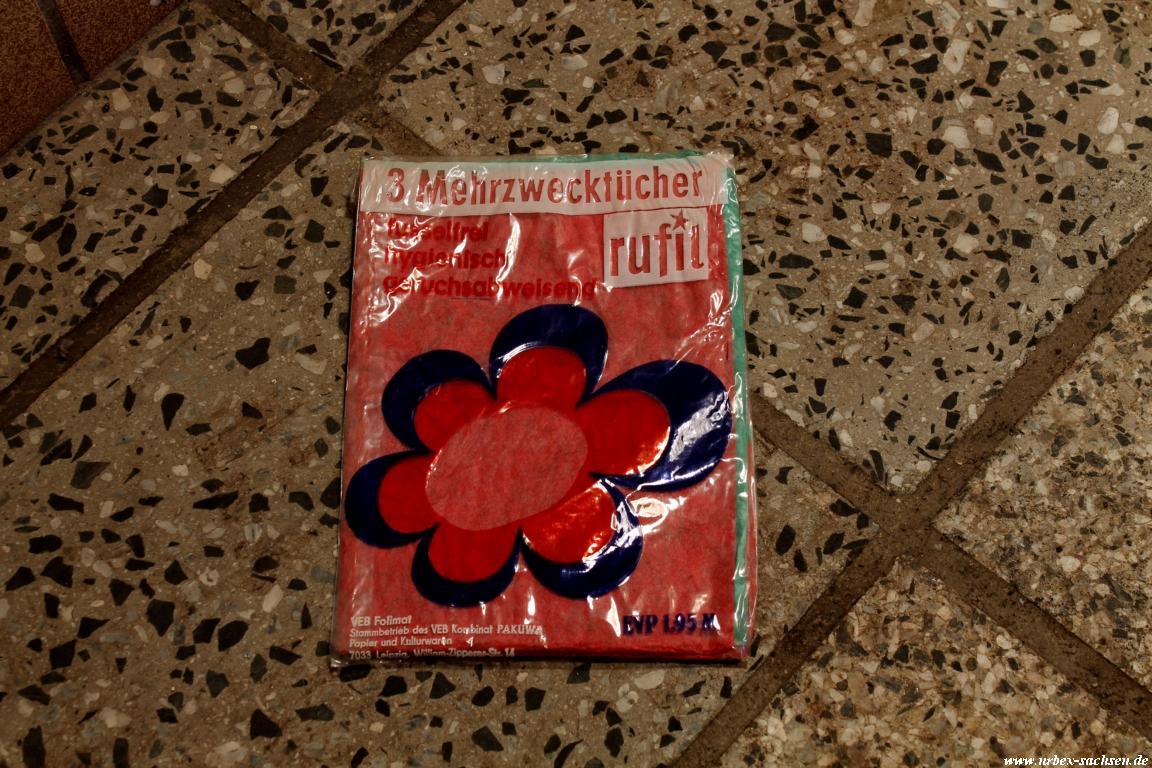 3 Mehrzwecktücher
fusselfrei
hygienisch
geruchsabweisend
rufil
VEB Folimat
Stammbetrieb des VEB Kombinat PAKUWA
Papier und Kulturwaren
7033 Leipzig, William-Zipperer-Str. 14
EVP 1.95 M
www.urbex-sachsen.de